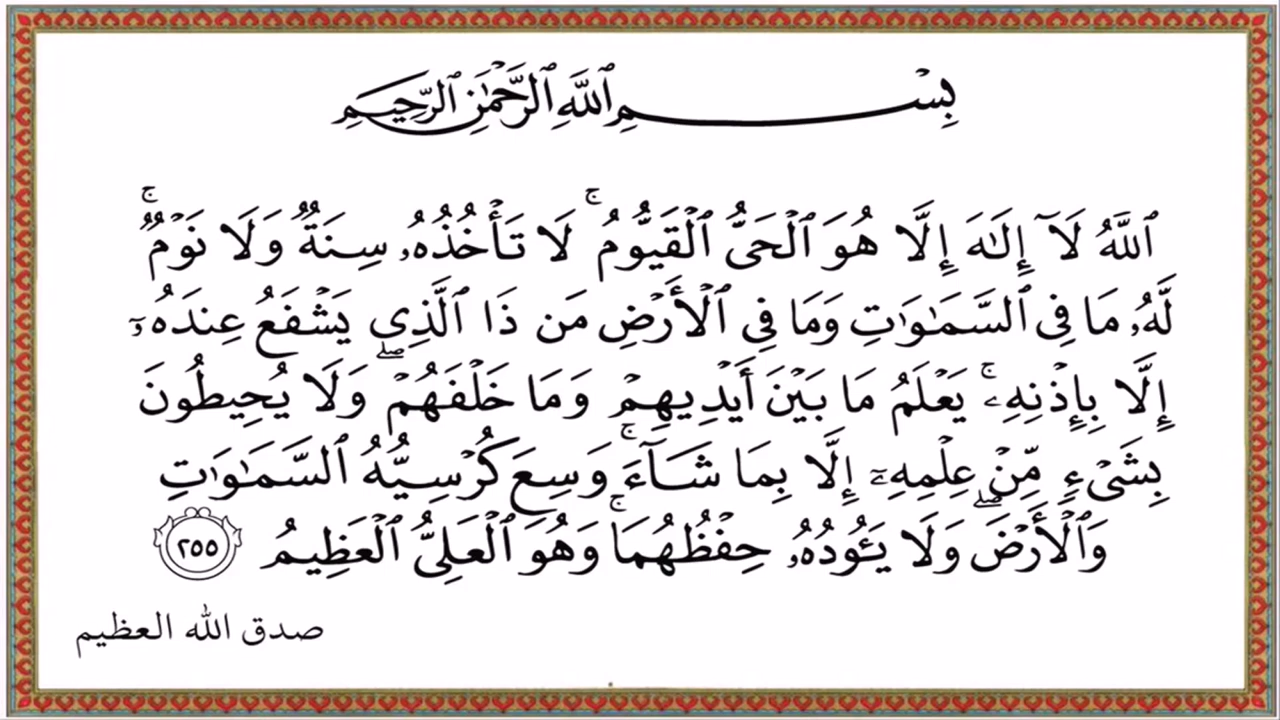 بِسْمِ ٱللَّهِ ٱلرَّحْمَٰنِ ٱلرَّحِيمِ
ٱللَّهُ لَآ إِلَٰهَ إِلَّا هُوَ ٱلْحَىُّ ٱلْقَيُّومُ ۚ لَا تَأْخُذُهُۥ سِنَةٌ وَلَا نَوْمٌ ۚ
لَّهُۥ مَا فِى ٱلسَّمَٰوَٰتِ وَمَا فِى ٱلْأَرْضِ مَن ذَا ٱلَّذِى يَشْفَعُ عِندَهُۥٓ
إِلَّا بِإِذْنِهِۦ ۚ يَعْلَمُ مَا بَيْنَ أَيْدِيهِمْ وَمَا خَلْفَهُمْ ۖ وَلَا يُحِيطُونَ
بِشَىْءٍ مِّنْ عِلْمِهِۦٓ إِلَّا بِمَا شَآءَ ۚ وَسِعَ كُرْسِيُّهُ ٱلسَّمَٰوَٰتِ
وَٱلْأَرْضَ ۖ وَلَا يَـُٔودُهُۥ حِفْظُهُمَا ۚ وَهُوَ ٱلْعَلِىُّ ٱلْعَظِيمُ ٢٥٥
صدق الله العظيم